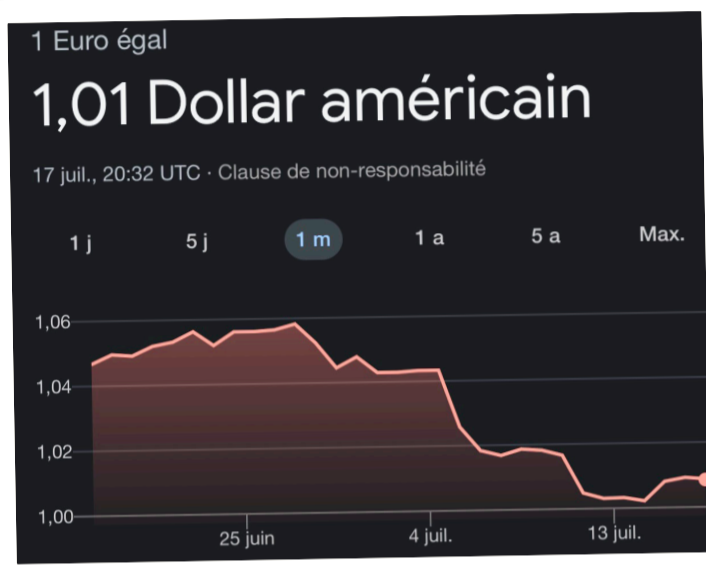 1 Euro égal
1,01 Dollar américain
17 juil., 20:32 UTC · Clause de non-responsabilité
1 j 5 j 1 m 1 a 5 a Max.
1,06
1,04
1,02
1,00
25 juin 4 juil. 13 juil.